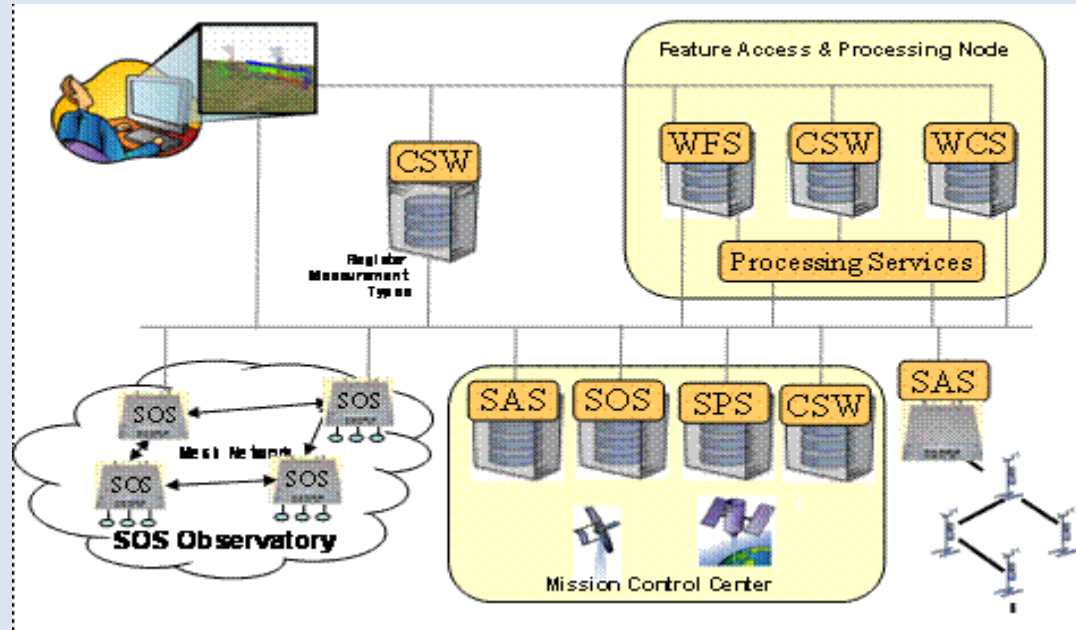 Feature Access & Processing Node
WFS
CSW
WCS
CSW
Register
Measurement
Types
Processing Services
SOS
SOS
Mesh Network
SOS
SOS
SOS Observatory
SAS
SOS
SPS
CSW
Mission Control Center
SAS